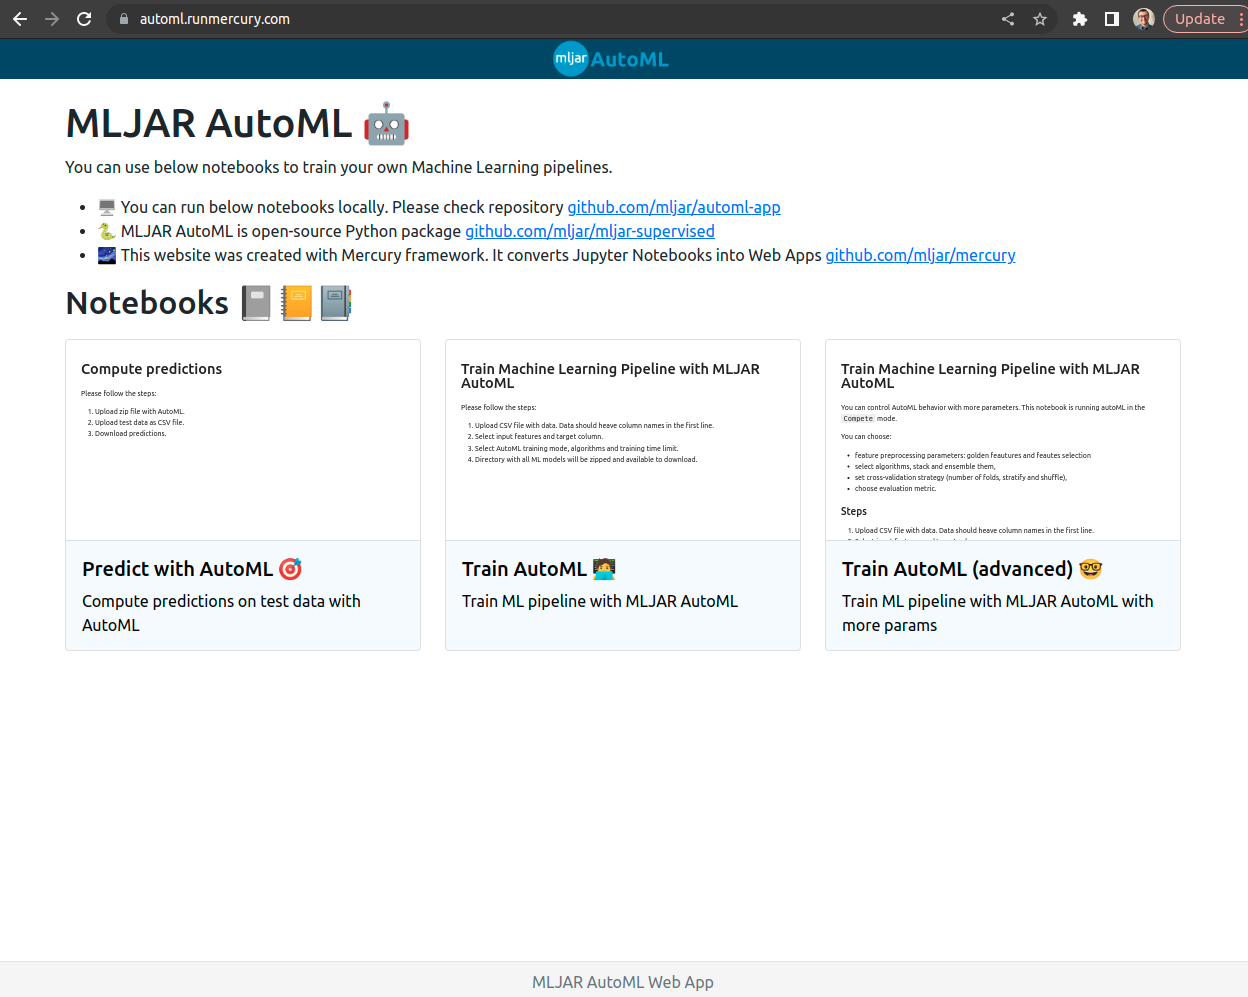 automl.runmercury.com
Update
mljar AutoML
MLJAR AutoML
You can use below notebooks to train your own Machine Learning pipelines.
You can run below notebooks locally. Please check repository github.com/mljar/automl-app
MLJAR AutoML is open-source Python package github.com/mljar/mljar-supervised
This website was created with Mercury framework. It converts Jupyter Notebooks into Web Apps github.com/mljar/mercury
Notebooks
Compute predictions
Please follow the steps:
1. Upload zip file with AutoML.
2. Upload test data as CSV file.
3. Download predictions.
Predict with AutoML
Compute predictions on test data with
AutoML
Train Machine Learning Pipeline with MLJAR
AutoML
Please follow the steps:
1. Upload CSV file with data. Data should heave column names in the first line.
2. Select input features and target column.
3. Select AutoML training mode, algorithms and training time limit.
4. Directory with all ML models will be zipped and available to download.
Train AutoML
Train ML pipeline with MLJAR AutoML
Train Machine Learning Pipeline with MLJAR
AutoML
You can control AutoML behavior with more parameters. This notebook is running autoML in the
Compete mode.
You can choose:
feature preprocessing parameters: golden feautures and feautes selection
select algorithms, stack and ensemble them,
set cross-validation strategy (number of folds, stratify and shuffle),
choose evaluation metric.
Steps
1. Upload CSV file with data. Data should heave column names in the first line.
Train AutoML (advanced)
Train ML pipeline with MLJAR AutoML with
more params
MLJAR AutoML Web App